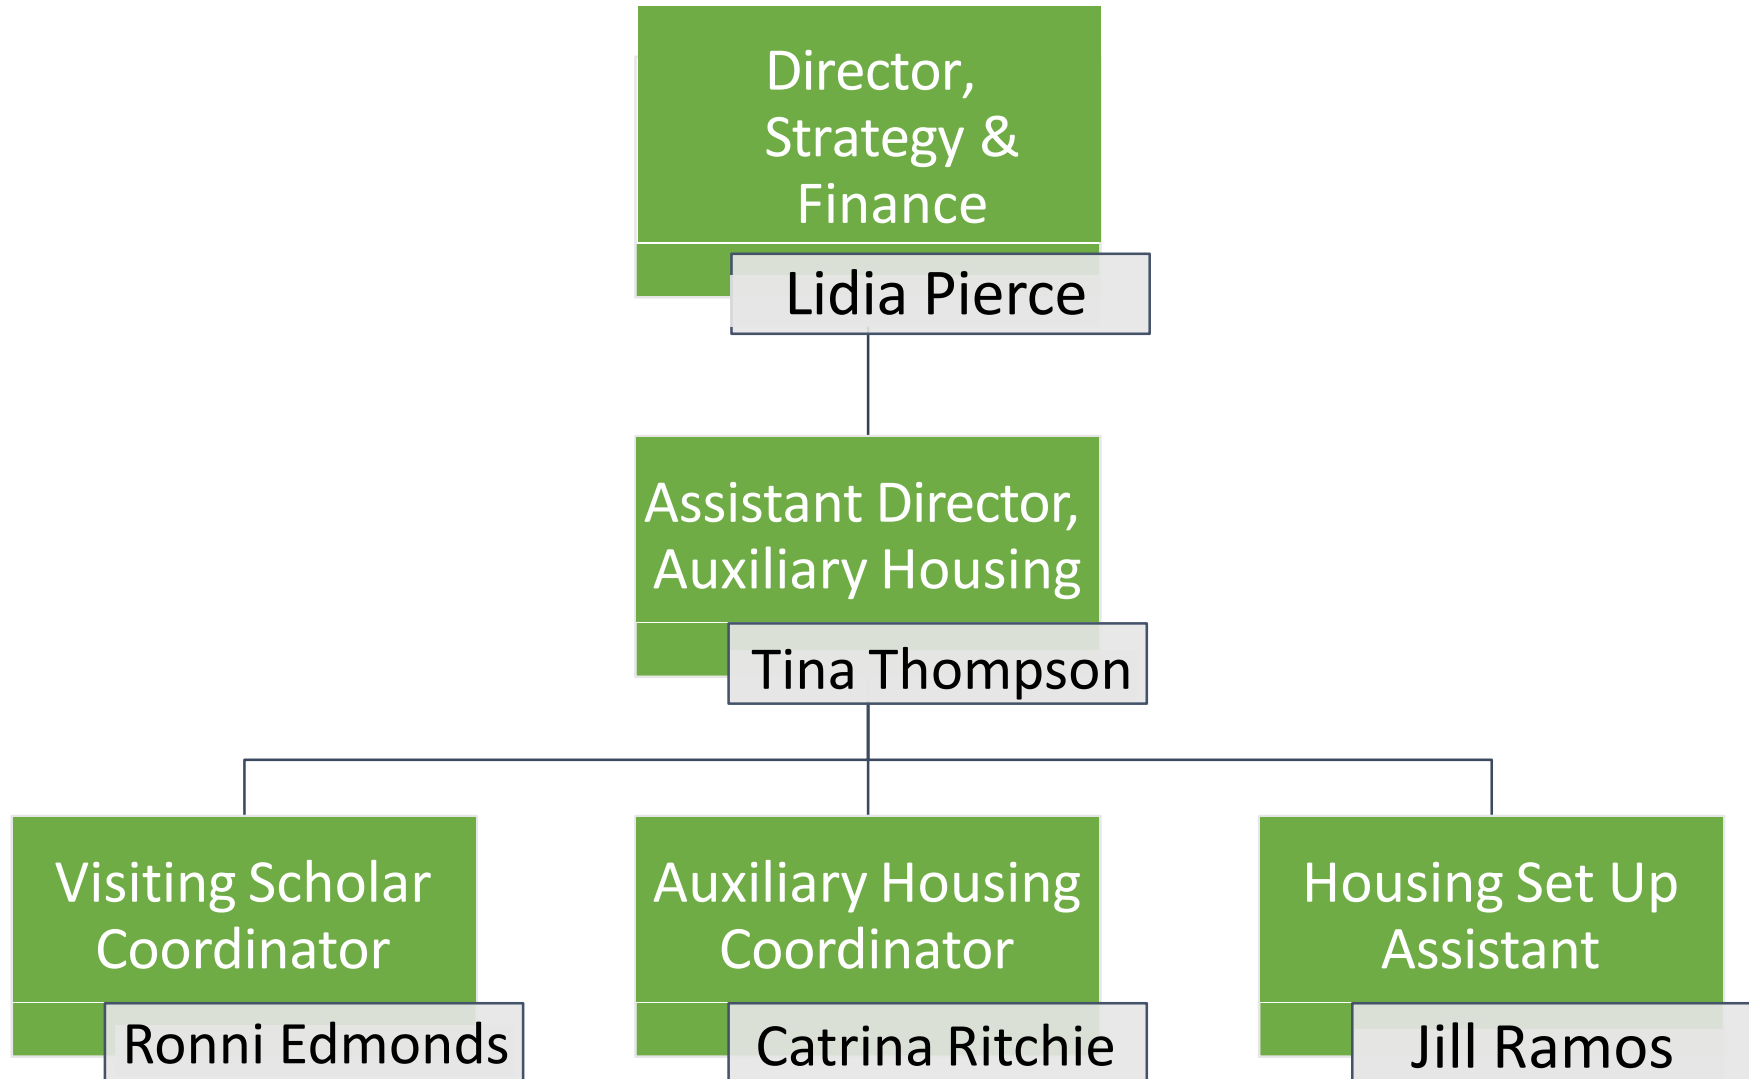 Director,
Strategy &
Finance
Lidia Pierce
Assistant Director,
Auxiliary Housing
Tina Thompson
Visiting Scholar
Coordinator
Ronni Edmonds
Auxiliary Housing
Coordinator
Catrina Ritchie
Housing Set Up
Assistant
Jill Ramos